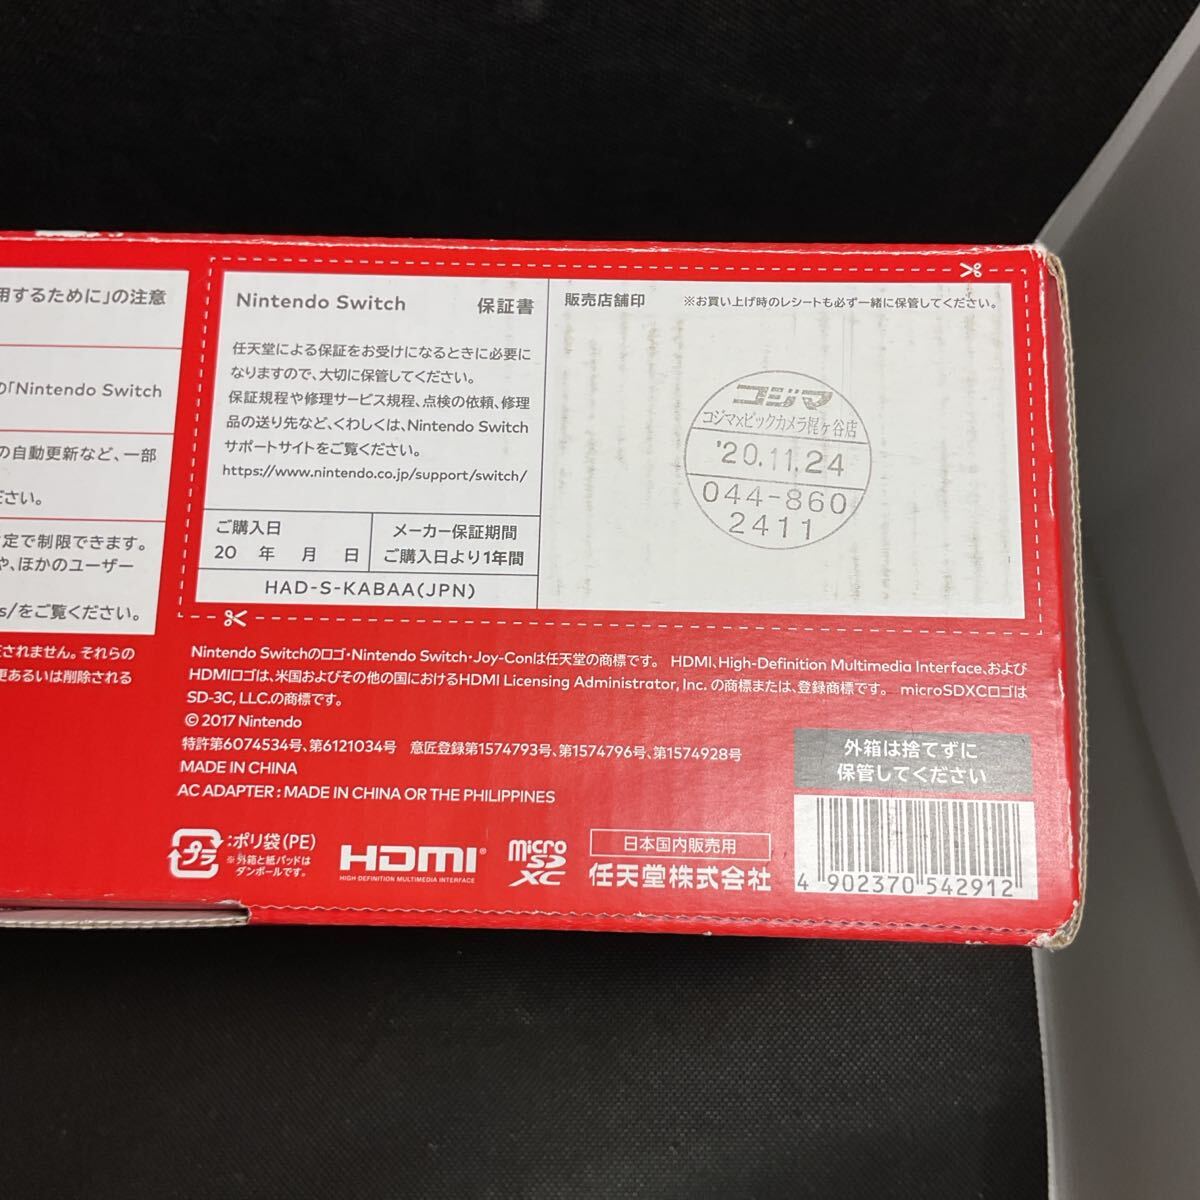 用するために」の注意
の「Nintendo Switch
の自動更新など、一部
ださい。
定で制限できます。
や、ほかのユーザー
s/をご覧ください。
されません。それらの
更あるいは削除される
Nintendo Switch 保証書
任天堂による保証をお受けになるときに必要に
なりますので、大切に保管してください。
保証規程や修理サービス規程、点検の依頼、修理
品の送り先など、くわしくは、Nintendo Switch
サポートサイトをご覧ください。
https://www.nintendo.co.jp/support/switch/
ご購入日
20 年 月 日
メーカー保証期間
ご購入日より1年間
HAD-S-KABAA(JPN)
販売店舗印 ※お買い上げ時のレシートも必ず一緒に保管してください。
コジマ
コジマ×ビックカメラ梶ヶ谷店
'20.11.24
044-860
2411
Nintendo Switchのロゴ・Nintendo Switch・Joy-Conは任天堂の商標です。 HDMI、High-Definition Multimedia Interface、および
HDMIロゴは、米国およびその他の国におけるHDMI Licensing Administrator, Inc. の商標または、登録商標です。 microSDXCロゴは
SD-3C, LLC.の商標です。
© 2017 Nintendo
特許第6074534号、第6121034号 意匠登録第1574793号、第1574796号、第1574928号
MADE IN CHINA
AC ADAPTER : MADE IN CHINA OR THE PHILIPPINES
プラ
:ポリ袋(PE)
※外箱と紙パッドは
ダンボールです。
HDMI®
HIGH-DEFINITION MULTIMEDIA INTERFACE
micro
SD
XC
日本国内販売用
任天堂株式会社
外箱は捨てずに
保管してください
4 902370 542912